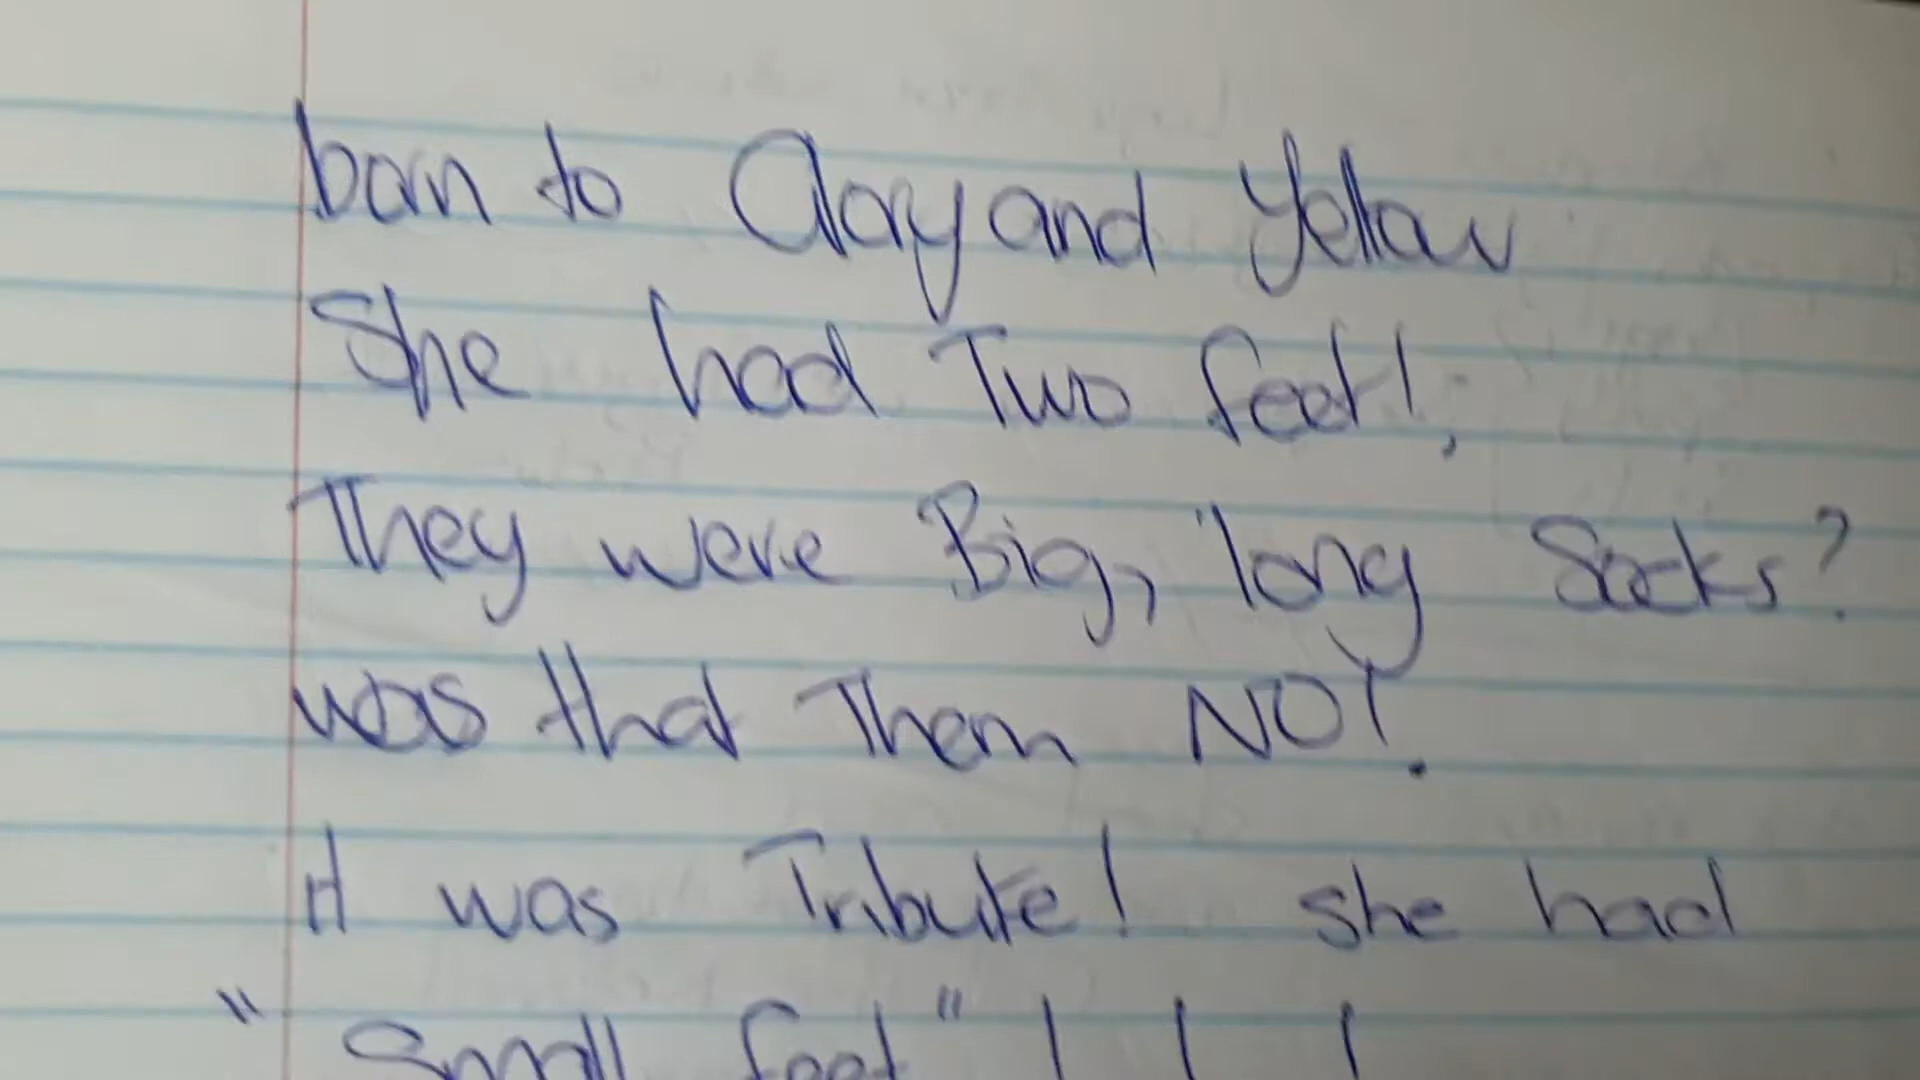 born to Clay and Yellow
She had Two feet!,
They were Big, long Socks?
was that Them NO!.
It was Tribute! she had
"Small feet" ! ! !